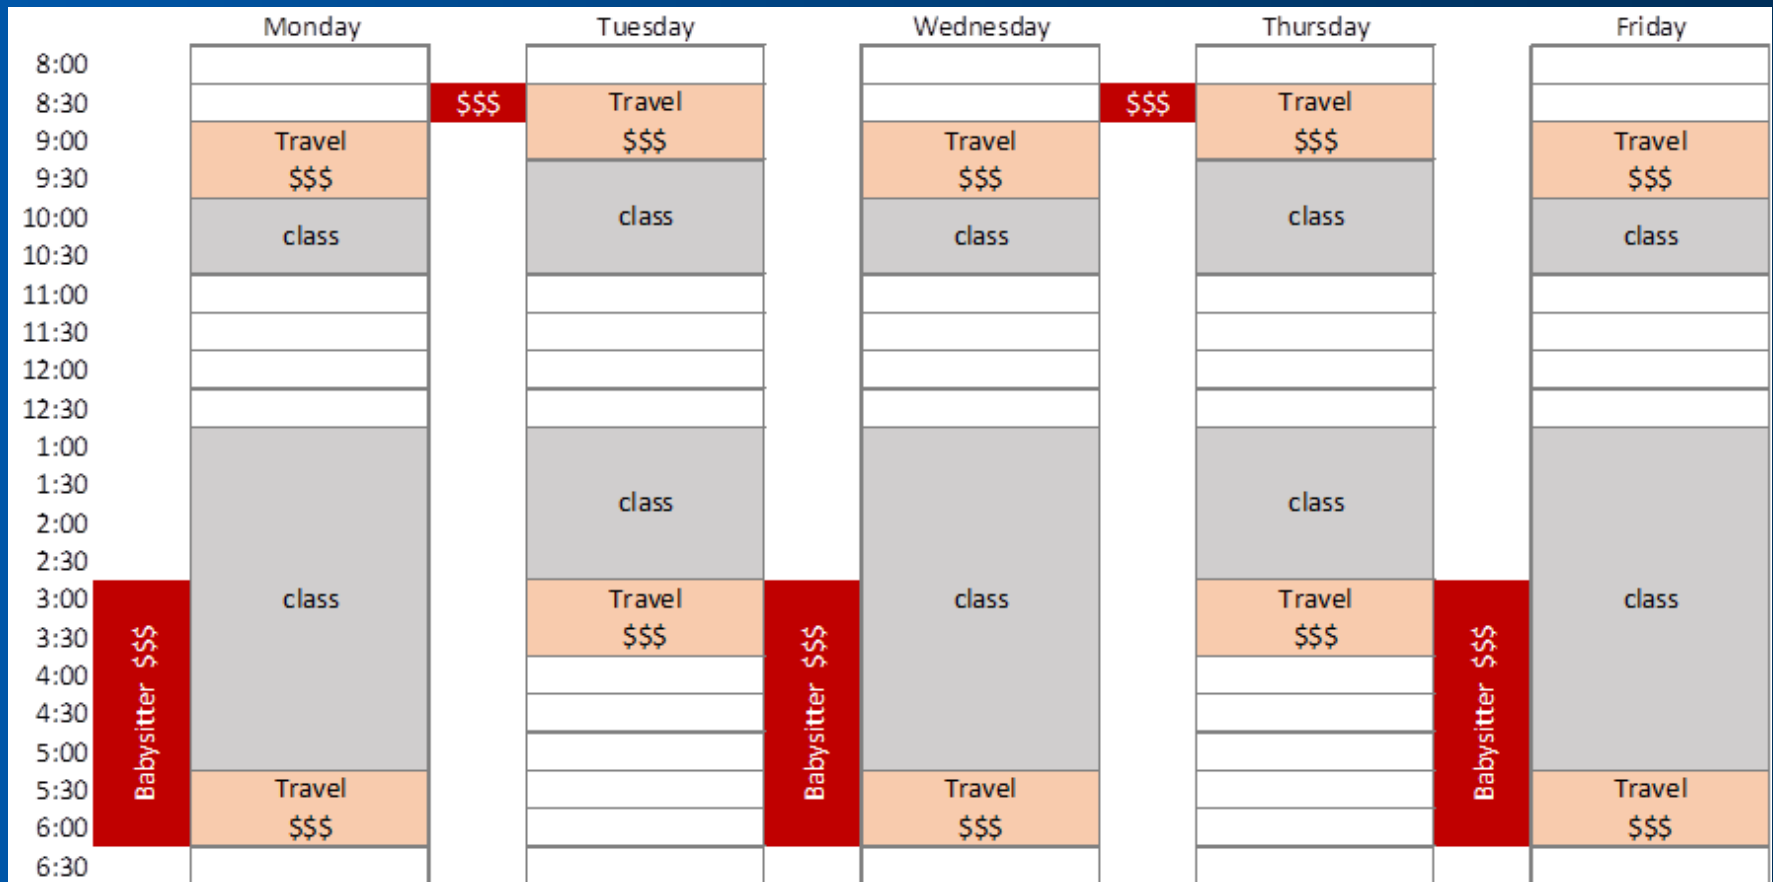 Monday Tuesday Wednesday Thursday Friday
8:00
8:30 $$$ Travel $$$ Travel
9:00 Travel $$$ Travel $$$ Travel
9:30 $$$ $$$ $$$
10:00 class class
10:30 class class class
11:00
11:30
12:00
12:30
1:00
1:30 class class
2:00
2:30
3:00 class Travel class Travel class
3:30 $$$ $$$
4:00
4:30
5:00
5:30 Travel Travel Travel
6:00 $$$ $$$ $$$
6:30
Babysitter $$$
Babysitter $$$
Babysitter $$$